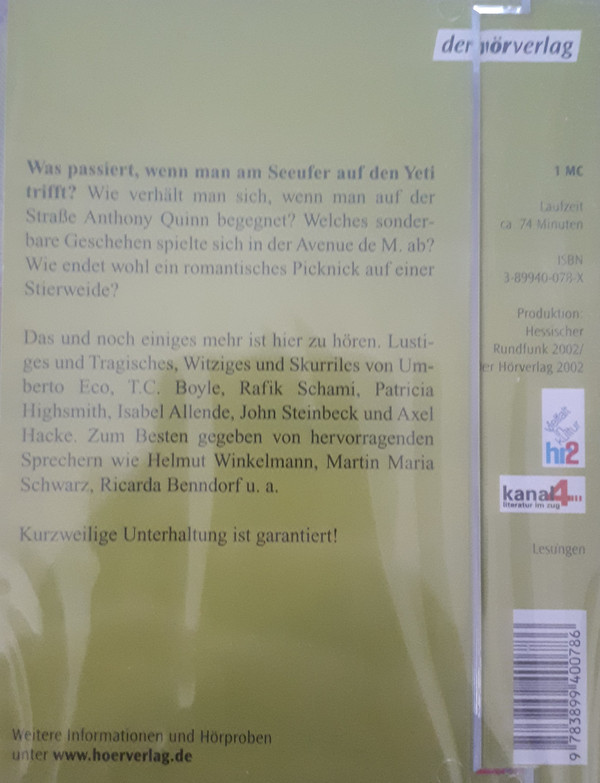 der hörverlag
Was passiert, wenn man am Seeufer auf den Yeti
trifft? Wie verhält man sich, wenn man auf der
Straße Anthony Quinn begegnet? Welches sonder-
bare Geschehen spielte sich in der Avenue de M. ab?
Wie endet wohl ein romantisches Picknick auf einer
Stierweide?
Das und noch einiges mehr ist hier zu hören. Lusti-
ges und Tragisches, Witziges und Skurriles von Um-
berto Eco, T.C. Boyle, Rafik Schami, Patricia
Highsmith, Isabel Allende, John Steinbeck und Axel
Hacke. Zum Besten gegeben von hervorragenden
Sprechern wie Helmut Winkelmann, Martin Maria
Schwarz, Ricarda Benndorf u. a.
Kurzweilige Unterhaltung ist garantiert!
Weitere Informationen und Hörproben
unter www.hoerverlag.de
1 MC
Laufzeit
ca. 74 Minuten
ISBN
3-89940-078-X
Produktion:
Hessischer
Rundfunk 2002/
der Hörverlag 2002
Vielfalt
Kultur
hr2
kanal4
literatur im zug
Lesungen
9 783899 400786